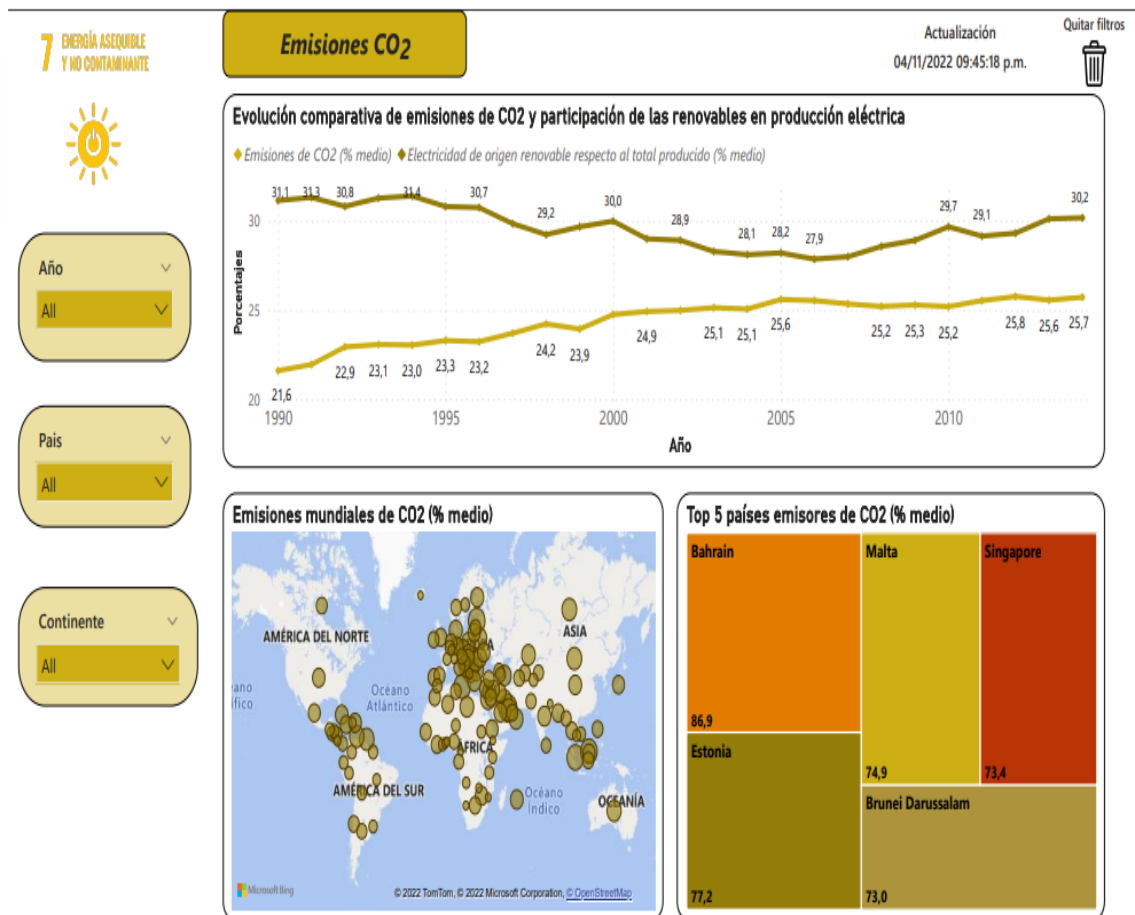 7 ENERGÍA ASEQUIBLE
Y NO CONTAMINANTE
Emisiones CO2
Actualización
04/11/2022 09:45:18 p.m.
Quitar filtros
Evolución comparativa de emisiones de CO2 y participación de las renovables en producción eléctrica
Emisiones de CO2 (% medio) Electricidad de origen renovable respecto al total producido (% medio)
31,1 31,3 30,8 31,4 30,7 29,2 30,0 28,9 28,1 28,2 27,9 29,7 29,1 30,2
21,6 22,9 23,1 23,0 23,3 23,2 24,2 23,9 24,9 25,1 25,1 25,6 25,2 25,3 25,2 25,8 25,6 25,7
Porcentajes
30
25
20
1990 1995 2000 2005 2010
Año
Año
All
Pais
All
Continente
All
Emisiones mundiales de CO2 (% medio)
AMÉRICA DEL NORTE
ASIA
Océano
Atlántico
ano
ífico
ÁFRICA
AMÉRICA DEL SUR
Océano
Índico
OCEANÍA
Microsoft Bing
© 2022 TomTom, © 2022 Microsoft Corporation, © OpenStreetMap
Top 5 países emisores de CO2 (% medio)
Bahrain
86,9
Estonia
77,2
Malta
74,9
Singapore
73,4
Brunei Darussalam
73,0